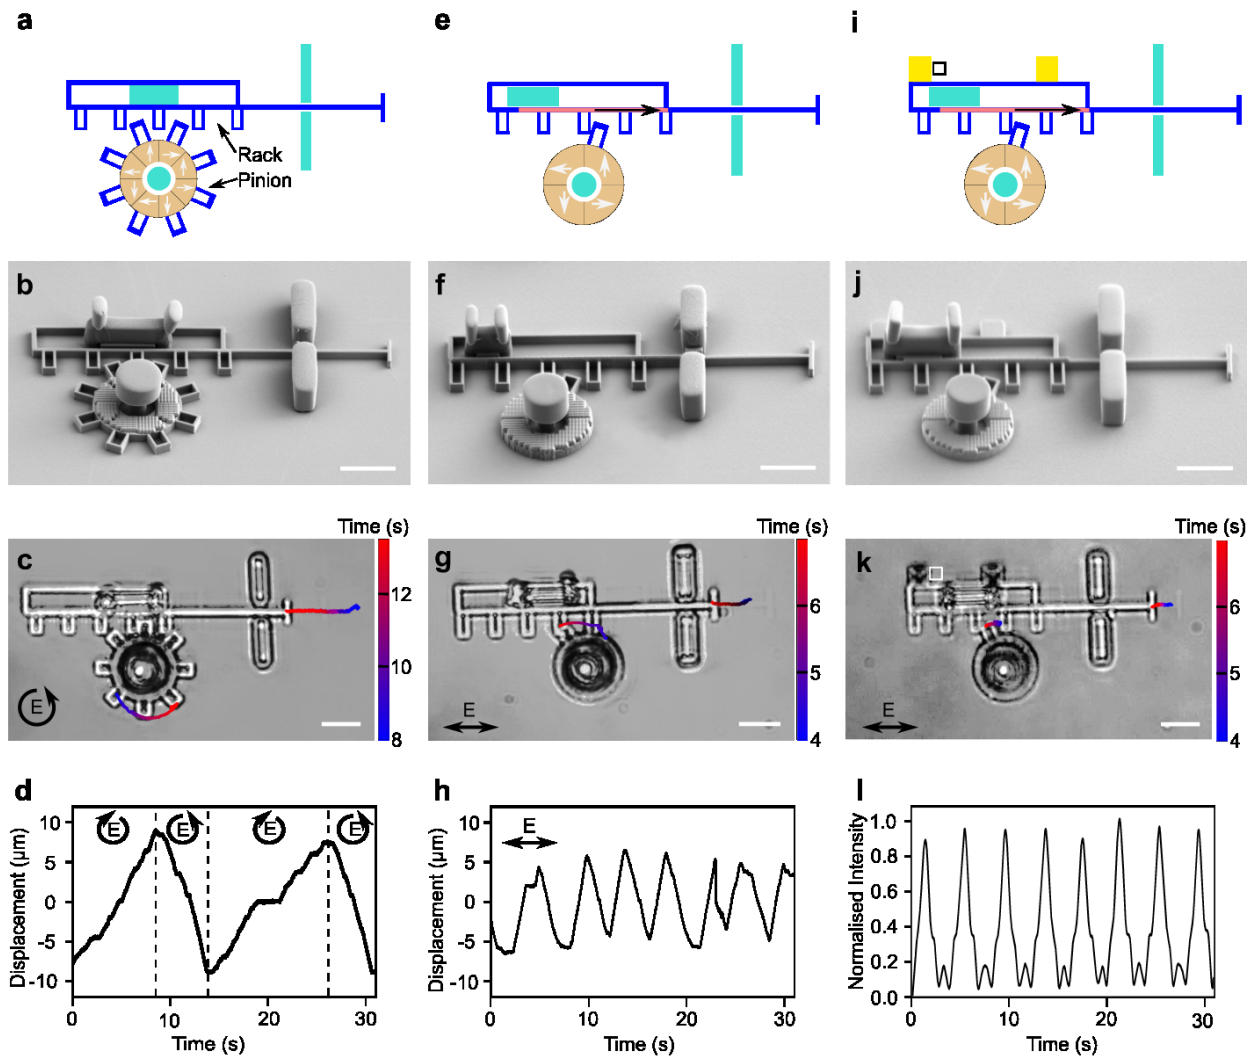 a
e
i
Rack
Pinion
b
f
j
Time (s)
Time (s)
Time (s)
c
12
10
8
E
g
6
5
4
E
k
6
5
4
E
d
E
E
E
E
10
5
0
-5
-10
Displacement (µm)
0
10
20
30
Time (s)
h
E
10
5
0
-5
-10
Displacement (µm)
0
10
20
30
Time (s)
l
1.0
0.8
0.6
0.4
0.2
0.0
Normalised Intensity
0
10
20
30
Time (s)